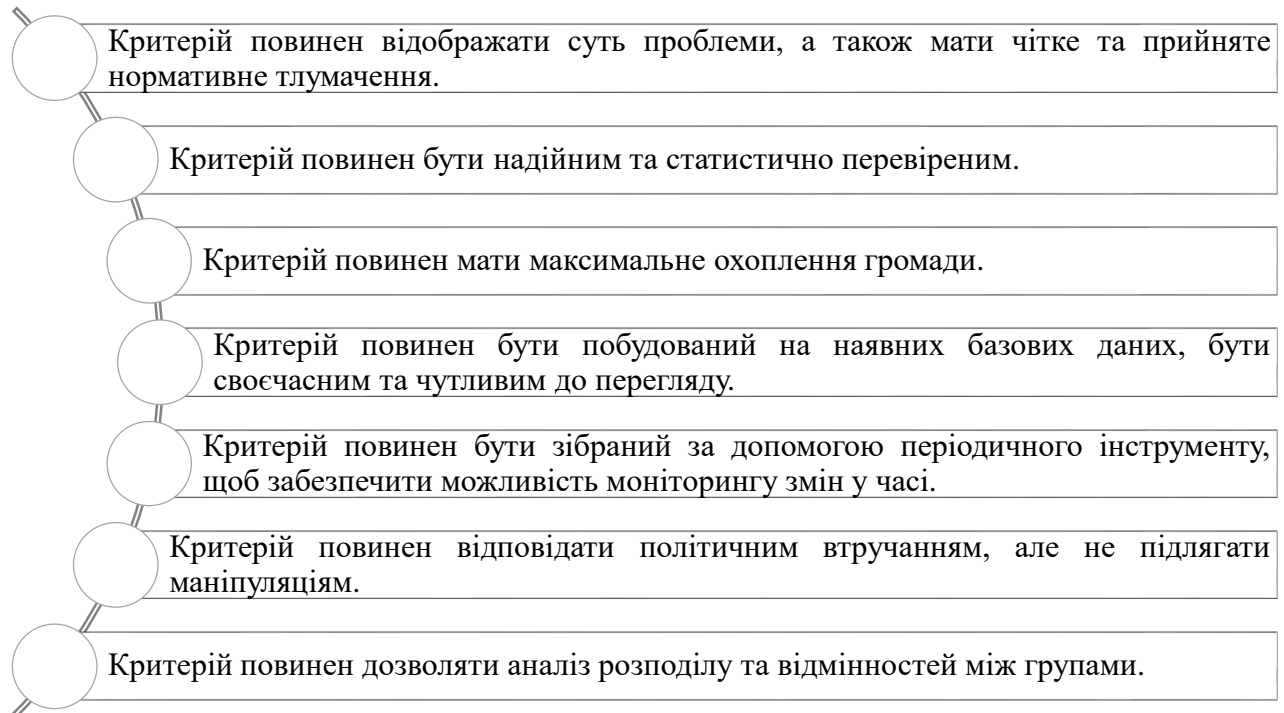 Критерій повинен відображати суть проблеми, а також мати чітке та прийняте
нормативне тлумачення.
Критерій повинен бути надійним та статистично перевіреним.
Критерій повинен мати максимальне охоплення громади.
Критерій повинен бути побудований на наявних базових даних, бути
своєчасним та чутливим до перегляду.
Критерій повинен бути зібраний за допомогою періодичного інструменту,
щоб забезпечити можливість моніторингу змін у часі.
Критерій повинен відповідати політичним втручанням, але не підлягати
маніпуляціям.
Критерій повинен дозволяти аналіз розподілу та відмінностей між групами.